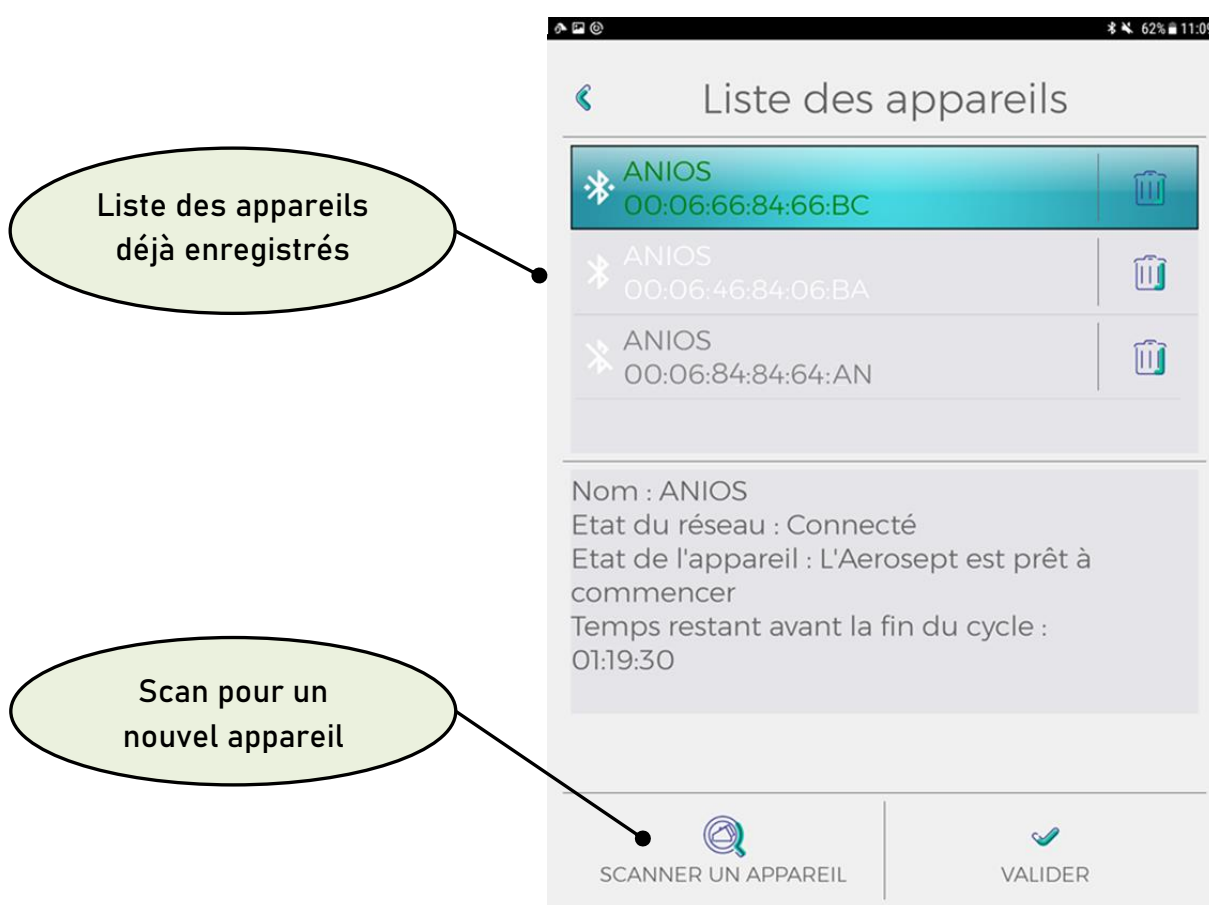 62% 11:09
Liste des appareils
ANIOS
00:06:66:84:66:BC
Liste des appareils
déjà enregistrés
ANIOS
00:06:46:84:06:BA
ANIOS
00:06:84:84:64:AN
Nom : ANIOS
Etat du réseau : Connecté
Etat de l'appareil : L'Aerosept est prêt à
commencer
Temps restant avant la fin du cycle :
01:19:30
Scan pour un
nouvel appareil
SCANNER UN APPAREIL
VALIDER